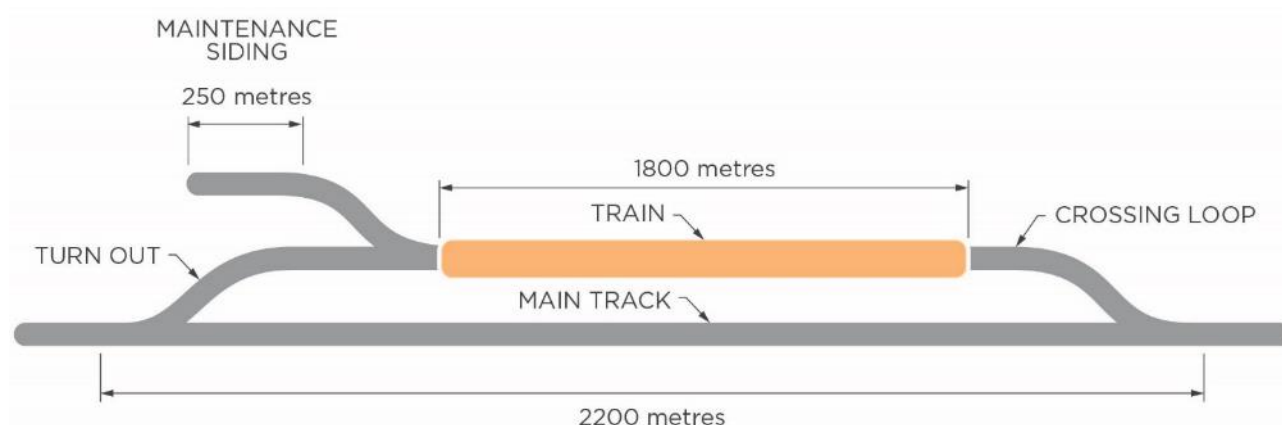 MAINTENANCE
SIDING
250 metres
1800 metres
TRAIN
CROSSING LOOP
TURN OUT
MAIN TRACK
2200 metres